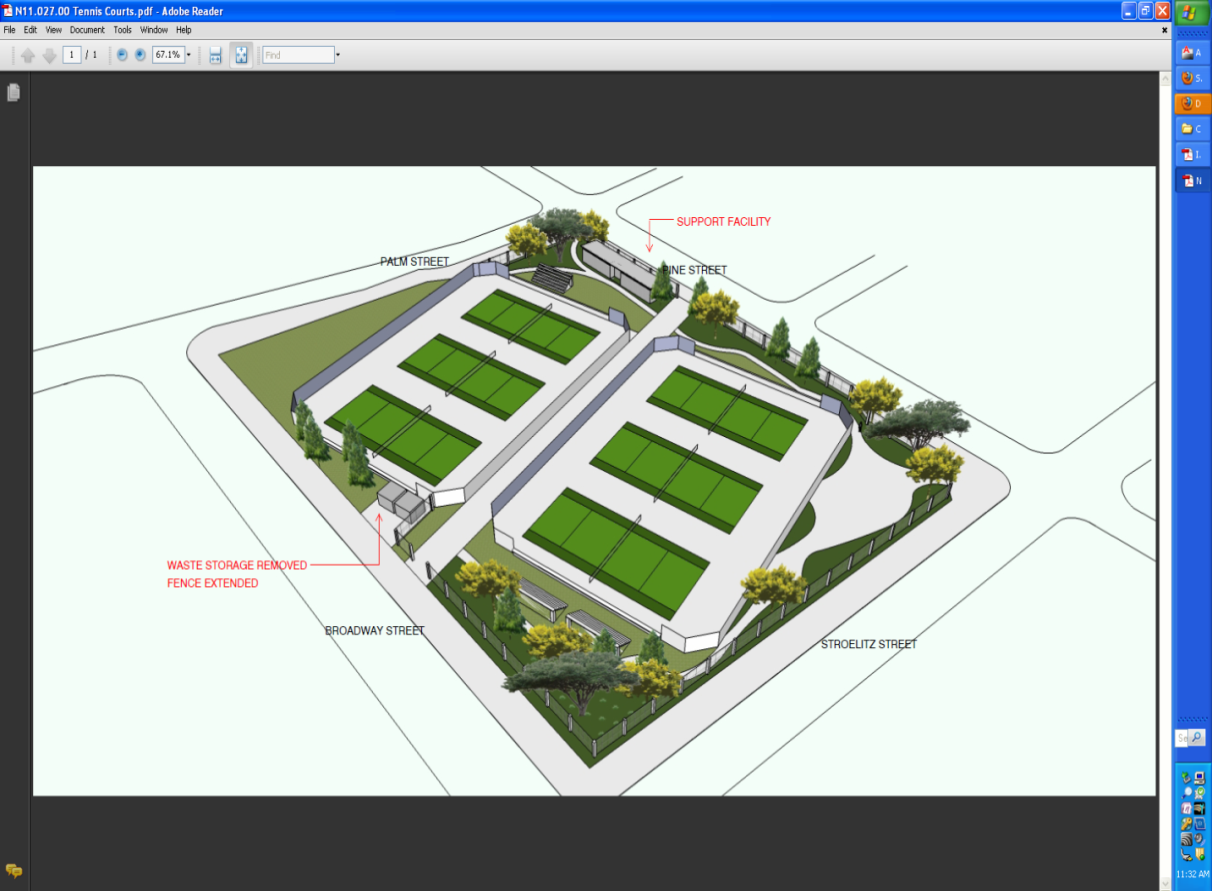 N11.027.00 Tennis Courts.pdf - Adobe Reader
File Edit View Document Tools Window Help
1 / 1 67.1% Find
A
S.
D
C
I.
N
SUPPORT FACILITY
PALM STREET
PINE STREET
WASTE STORAGE REMOVED
FENCE EXTENDED
BROADWAY STREET
STROELITZ STREET
Se
11:32 AM